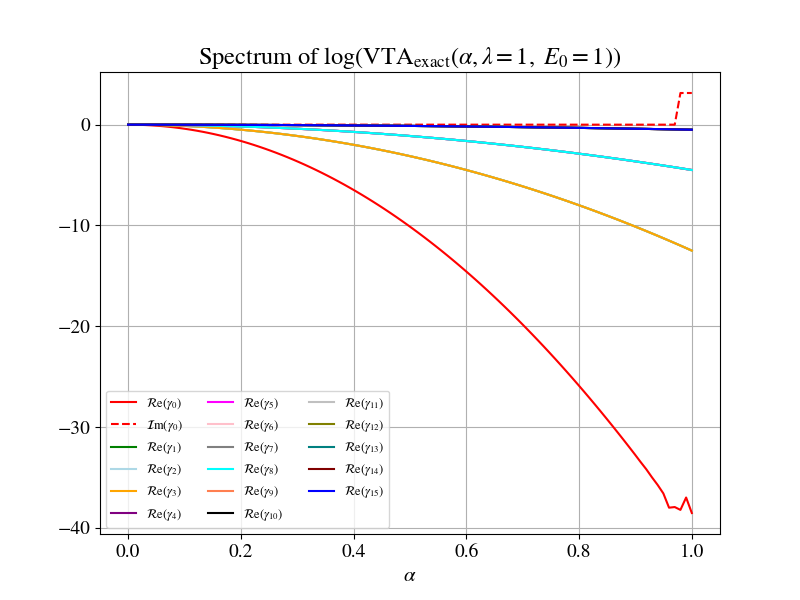 Spectrum of log(VTA_exact(α, λ = 1, E_0 = 1))
0
−10
−20
−30
−40
0.0 0.2 0.4 0.6 0.8 1.0
α
ℛe(γ_0) ℛe(γ_5) ℛe(γ_11)
ℐm(γ_0) ℛe(γ_6) ℛe(γ_12)
ℛe(γ_1) ℛe(γ_7) ℛe(γ_13)
ℛe(γ_2) ℛe(γ_8) ℛe(γ_14)
ℛe(γ_3) ℛe(γ_9) ℛe(γ_15)
ℛe(γ_4) ℛe(γ_10)